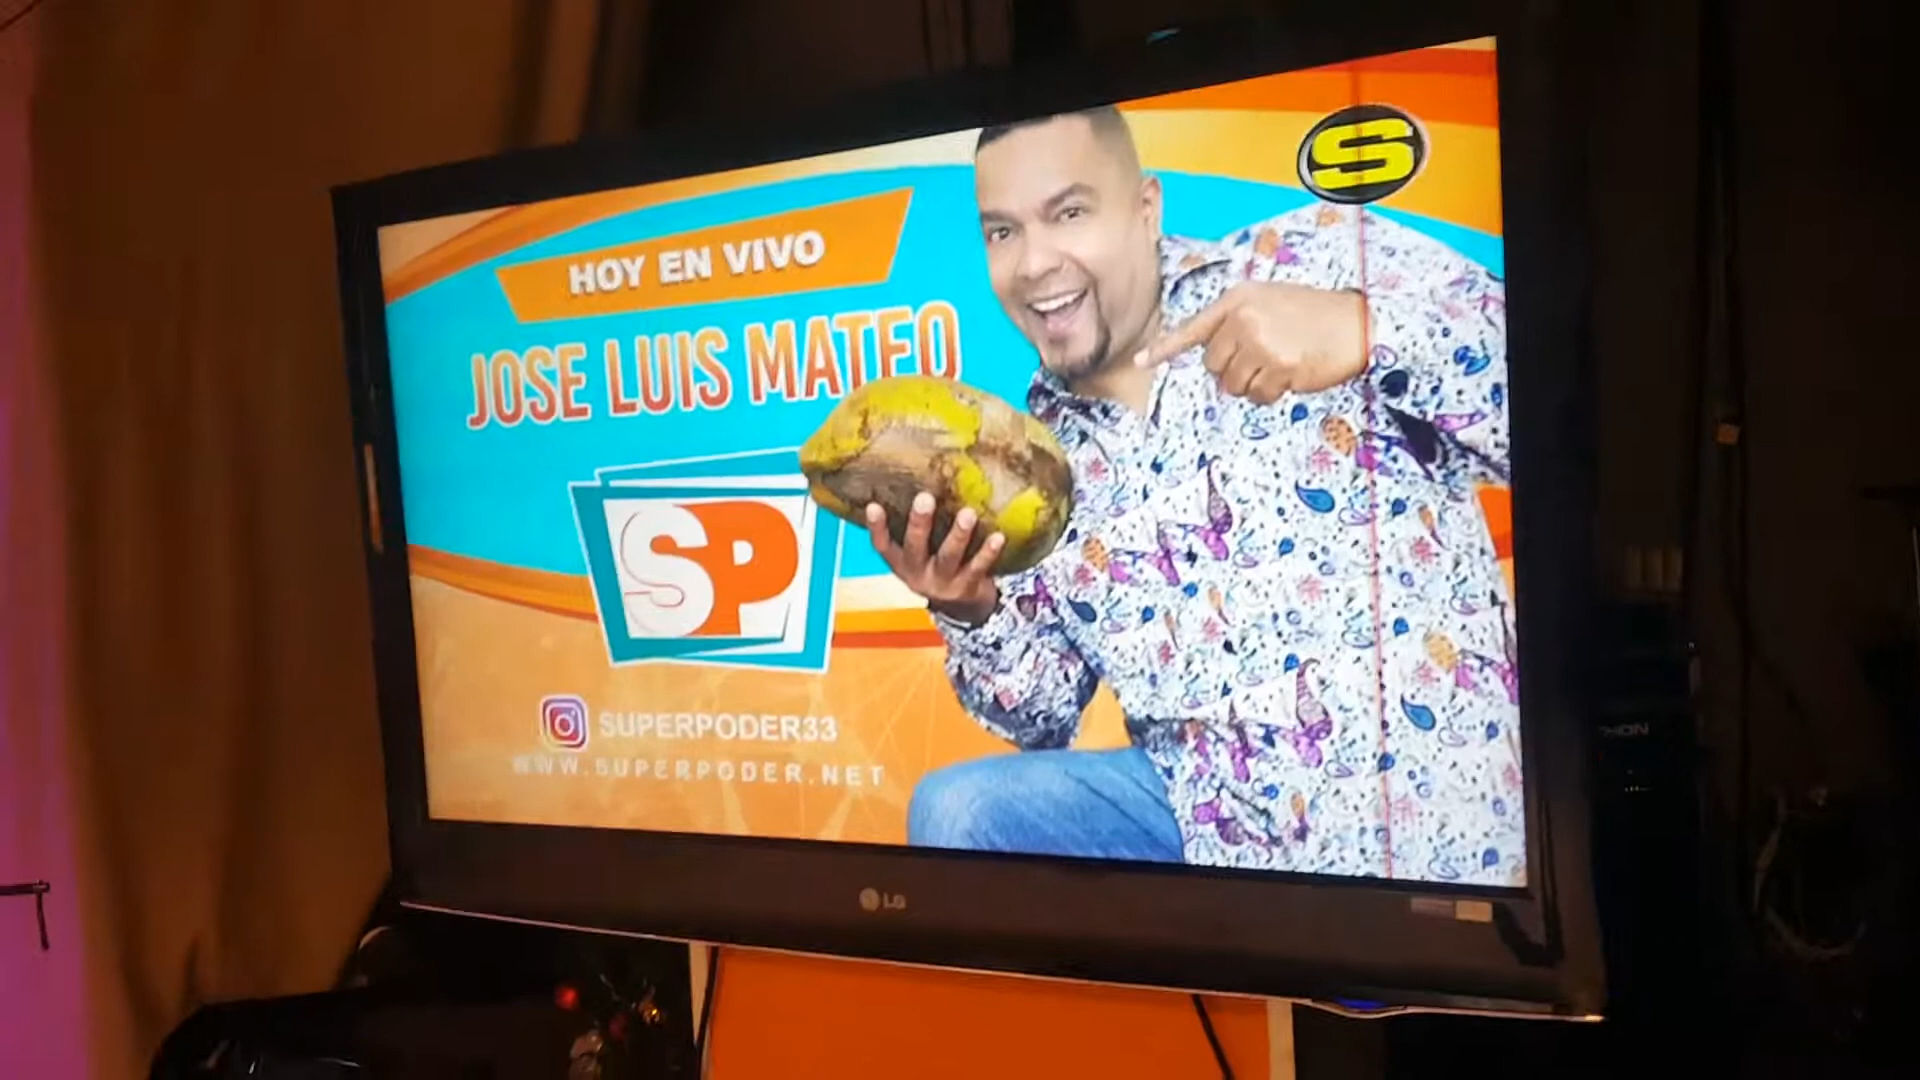 S
HOY EN VIVO
JOSE LUIS MATEO
SP
SUPERPODER33
WWW.SUPERPODER.NET
LG